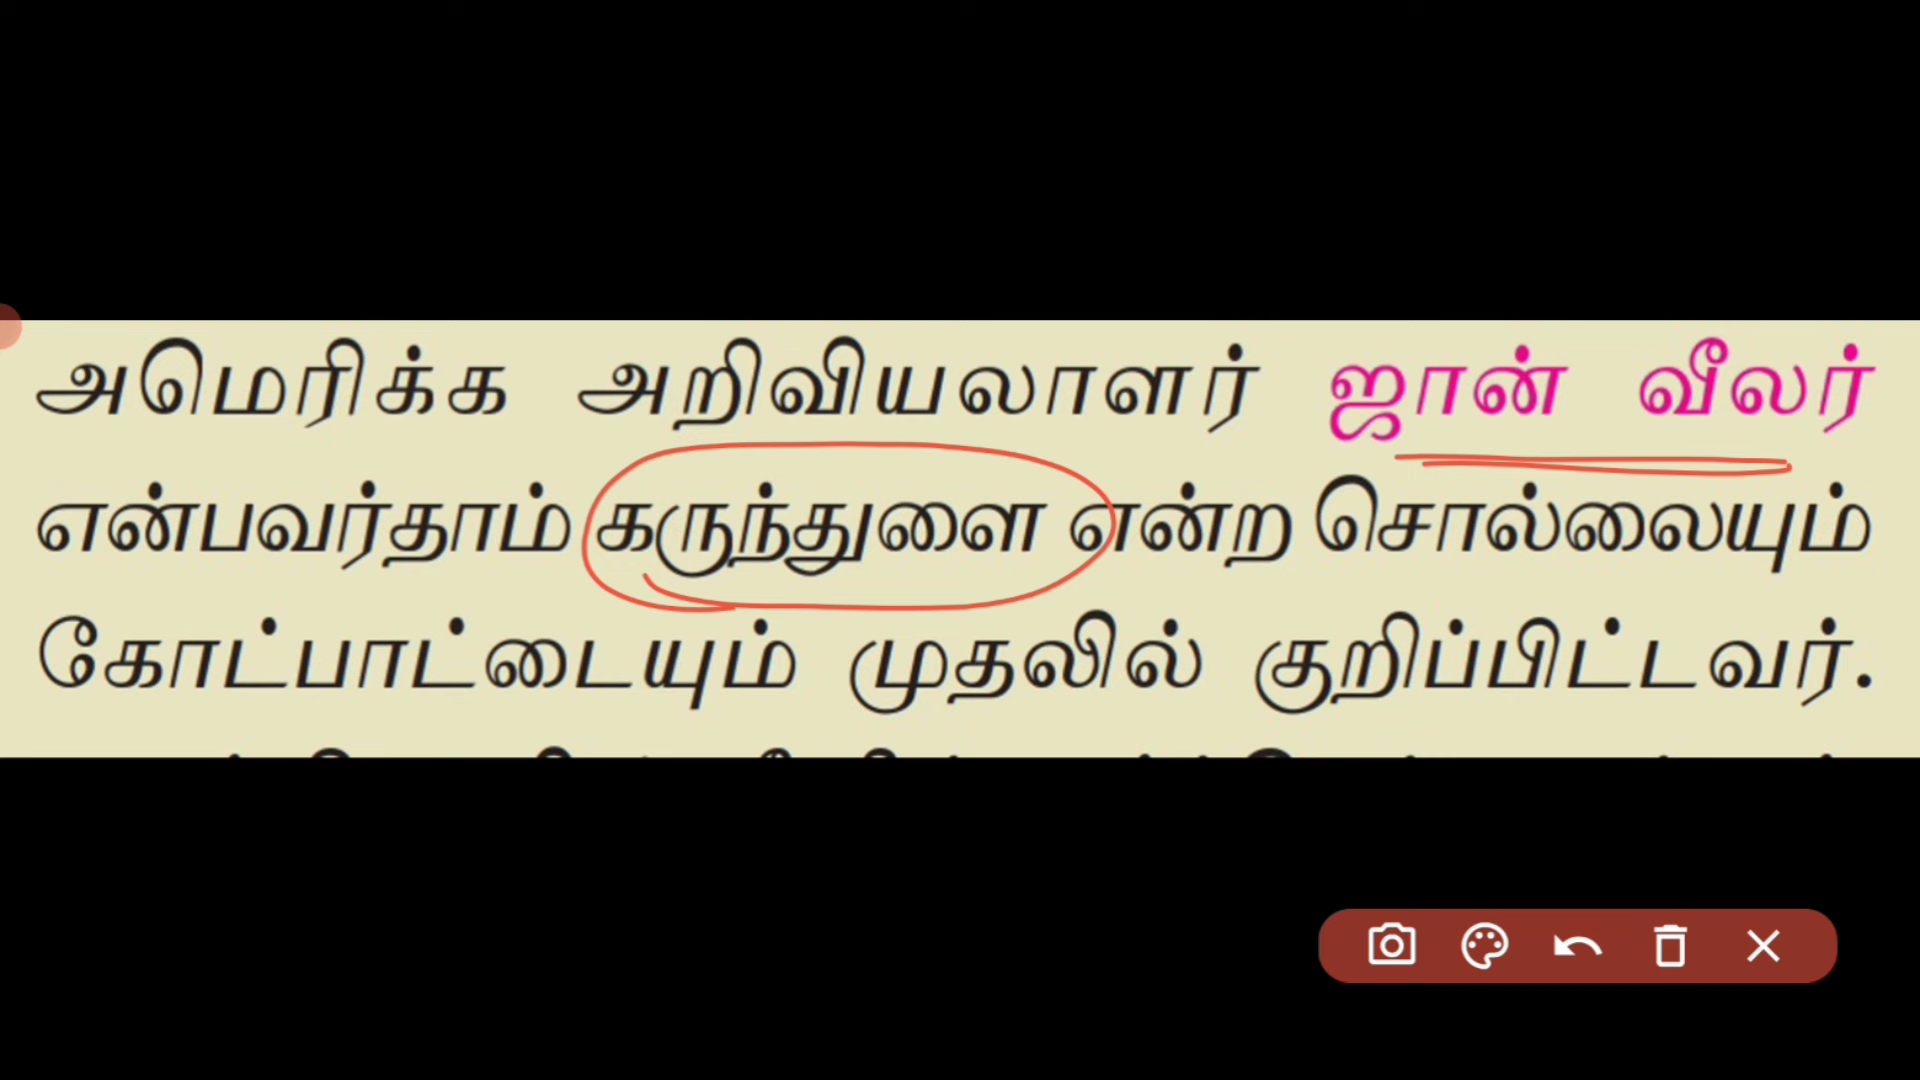 அமெரிக்க அறிவியலாளர் ஜான் வீலர்
என்பவர்தாம் கருந்துளை என்ற சொல்லையும்
கோட்பாட்டையும் முதலில் குறிப்பிட்டவர்.